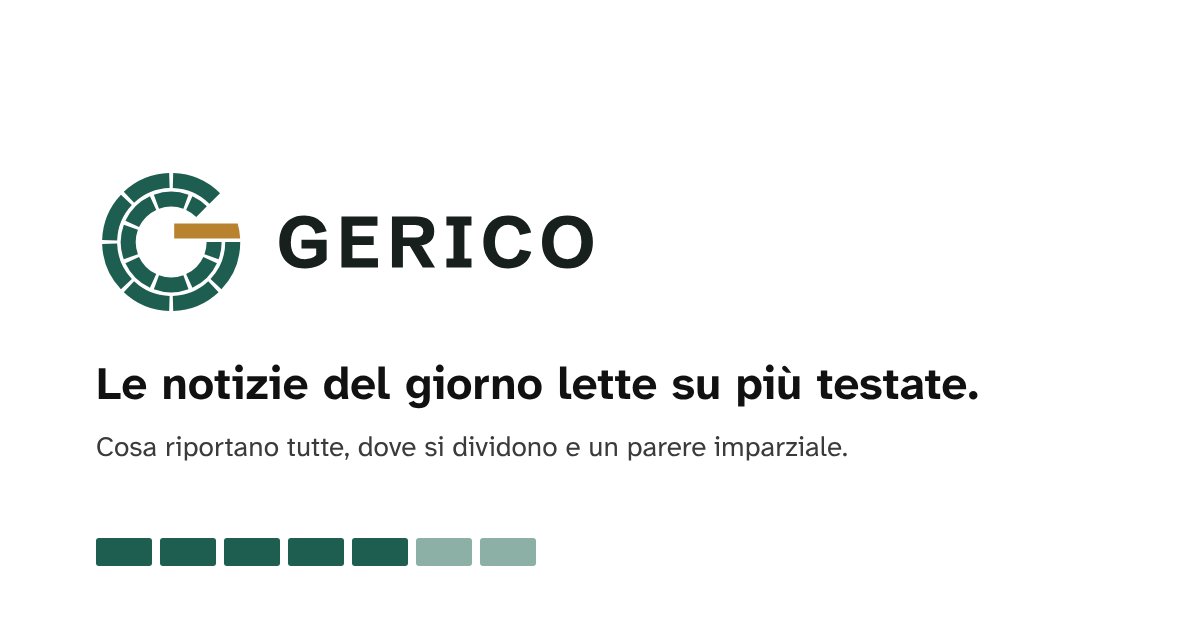 GERICO
Le notizie del giorno lette su più testate.
Cosa riportano tutte, dove si dividono e un parere imparziale.